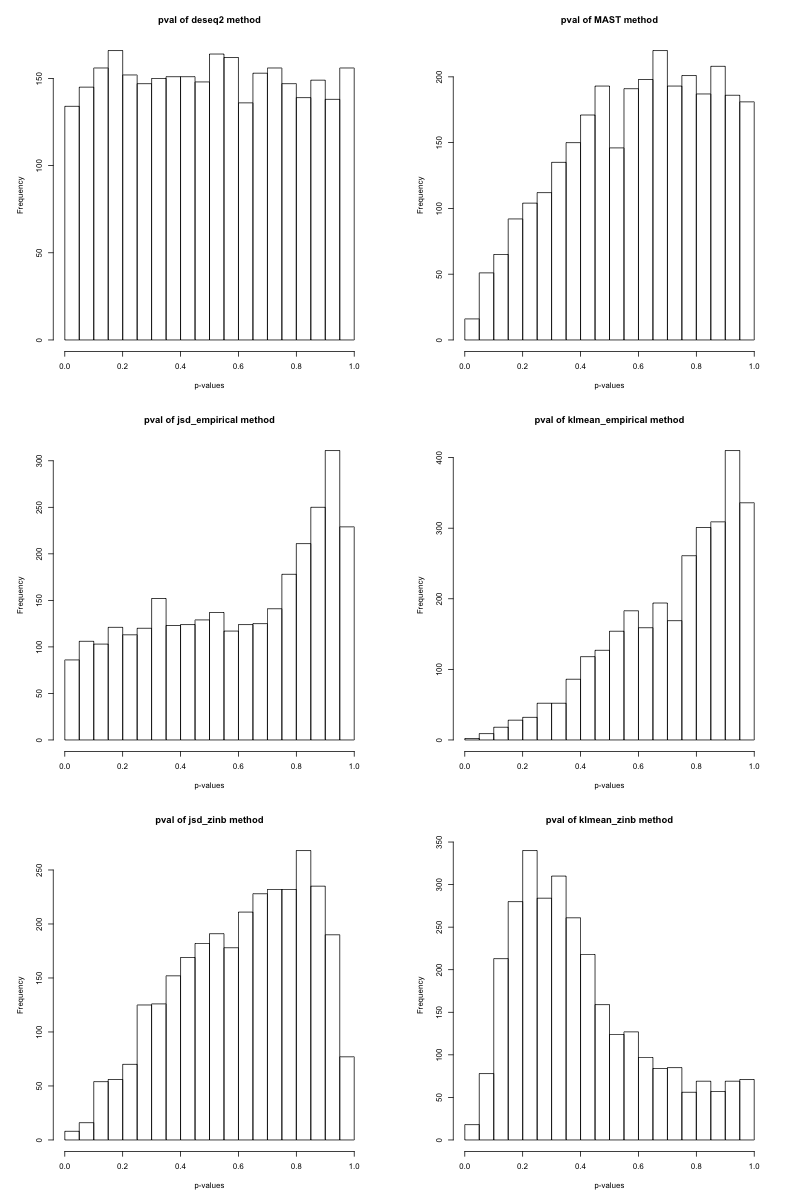 pval of deseq2 method
150
100
50
0
Frequency
0.0 0.2 0.4 0.6 0.8 1.0
p-values
pval of MAST method
200
150
100
50
0
Frequency
0.0 0.2 0.4 0.6 0.8 1.0
p-values
pval of jsd_empirical method
300
250
200
150
100
50
0
Frequency
0.0 0.2 0.4 0.6 0.8 1.0
p-values
pval of klmean_empirical method
400
300
200
100
0
Frequency
0.0 0.2 0.4 0.6 0.8 1.0
p-values
pval of jsd_zinb method
250
200
150
100
50
0
Frequency
0.0 0.2 0.4 0.6 0.8 1.0
p-values
pval of klmean_zinb method
350
300
250
200
150
100
50
0
Frequency
0.0 0.2 0.4 0.6 0.8 1.0
p-values